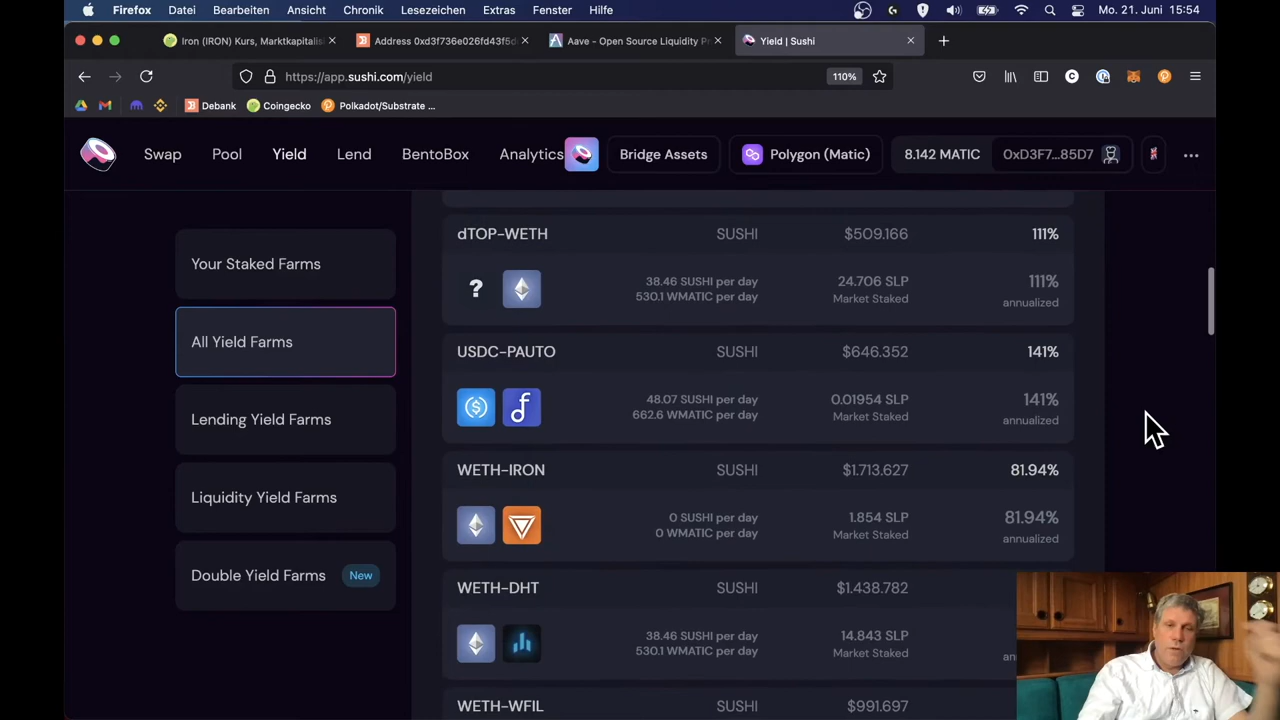 Firefox Datei Bearbeiten Ansicht Chronik Lesezeichen Extras Fenster Hilfe Mo. 21. Juni 15:54
Iron (IRON) Kurs, Marktkapitalis
Address 0xd3f736e026fd43f5d
Aave - Open Source Liquidity Pr
Yield | Sushi
https://app.sushi.com/yield 110%
Debank Coingecko Polkadot/Substrate ...
Swap Pool Yield Lend BentoBox Analytics Bridge Assets Polygon (Matic) 8.142 MATIC 0xD3F7...85D7
Your Staked Farms
All Yield Farms
Lending Yield Farms
Liquidity Yield Farms
Double Yield Farms New
dTOP-WETH SUSHI $509.166 111%
38.46 SUSHI per day 24.706 SLP 111%
530.1 WMATIC per day Market Staked annualized
USDC-PAUTO SUSHI $646.352 141%
48.07 SUSHI per day 0.01954 SLP 141%
662.6 WMATIC per day Market Staked annualized
WETH-IRON SUSHI $1.713.627 81.94%
0 SUSHI per day 1.854 SLP 81.94%
0 WMATIC per day Market Staked annualized
WETH-DHT SUSHI $1.438.782
38.46 SUSHI per day 14.843 SLP
530.1 WMATIC per day Market Staked an
WETH-WFIL SUSHI $991.697